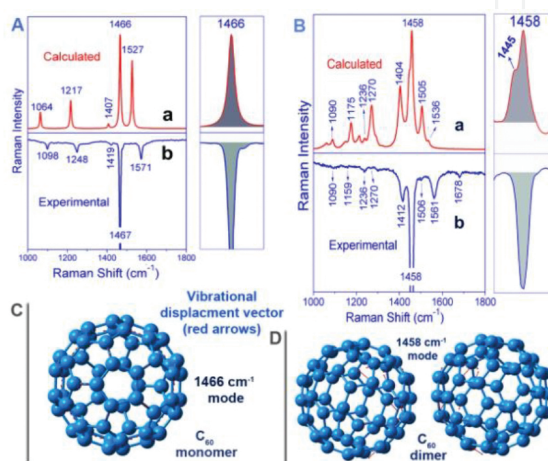 A
1466
1527
Calculated
1217
1407
1064
a
b
1098
1248
1419
1571
Experimental
1467
Raman Intensity
1000 1200 1400 1600 1800
Raman Shift (cm-1)
1466
B
1458
Calculated
1404
1270
1236
1175
1090
1505
1536
a
1090
1159
1236
1270
1412
1506
1561
1678
b
Experimental
1458
Raman Intensity
1000 1200 1400 1600 1800
Raman Shift (cm-1)
1458
1445
C
Vibrational
displacment vector
(red arrows)
1466 cm-1
mode
C60
monomer
D
1458 cm-1
mode
C60
dimer